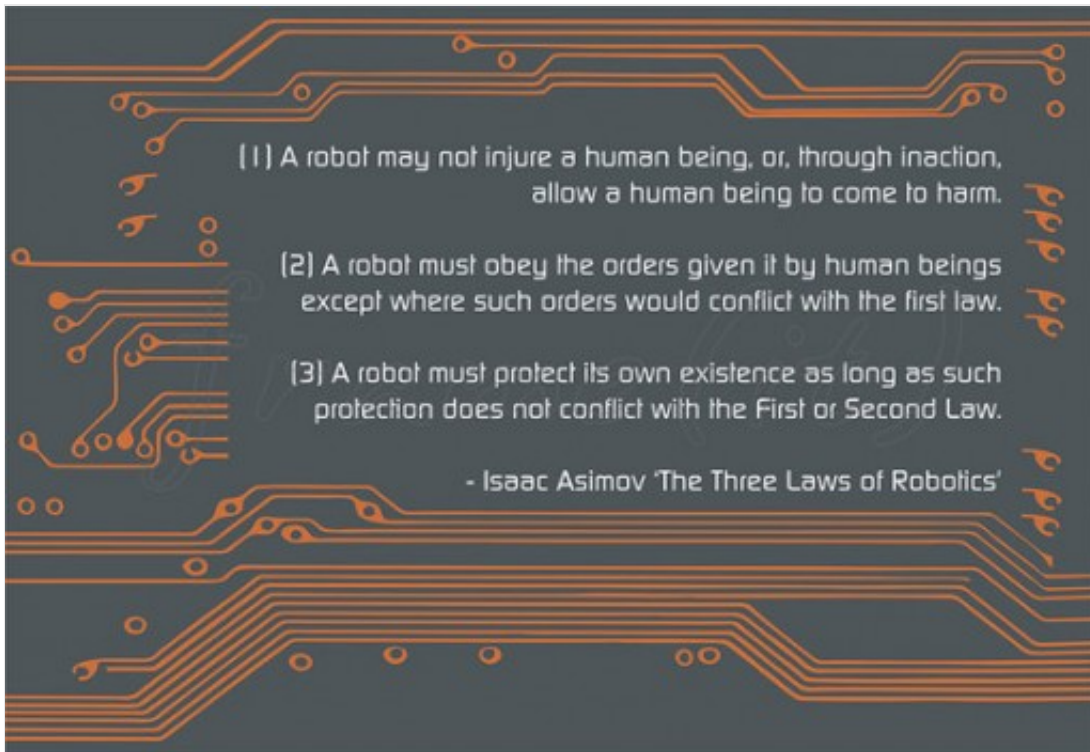 (1) A robot may not injure a human being, or, through inaction,
allow a human being to come to harm.
(2) A robot must obey the orders given it by human beings
except where such orders would conflict with the first law.
(3) A robot must protect its own existence as long as such
protection does not conflict with the First or Second Law.
- Isaac Asimov 'The Three Laws of Robotics'